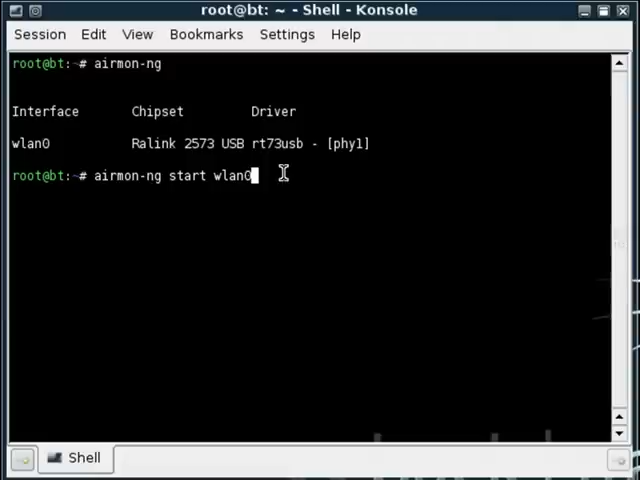 root@bt: ~ - Shell - Konsole
Session Edit View Bookmarks Settings Help
root@bt:~# airmon-ng
Interface Chipset Driver
wlan0 Ralink 2573 USB rt73usb - [phy1]
root@bt:~# airmon-ng start wlan0
Shell